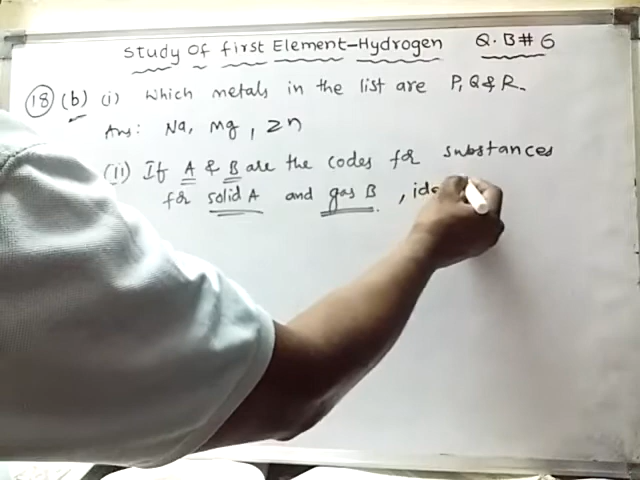 Study Of first Element-Hydrogen Q.B#6
18 (b) (i) Which metals in the list are P, Q & R.
Ans: Na, Mg, Zn
(ii) If A & B are the codes for substances
for solid A and gas B, ide